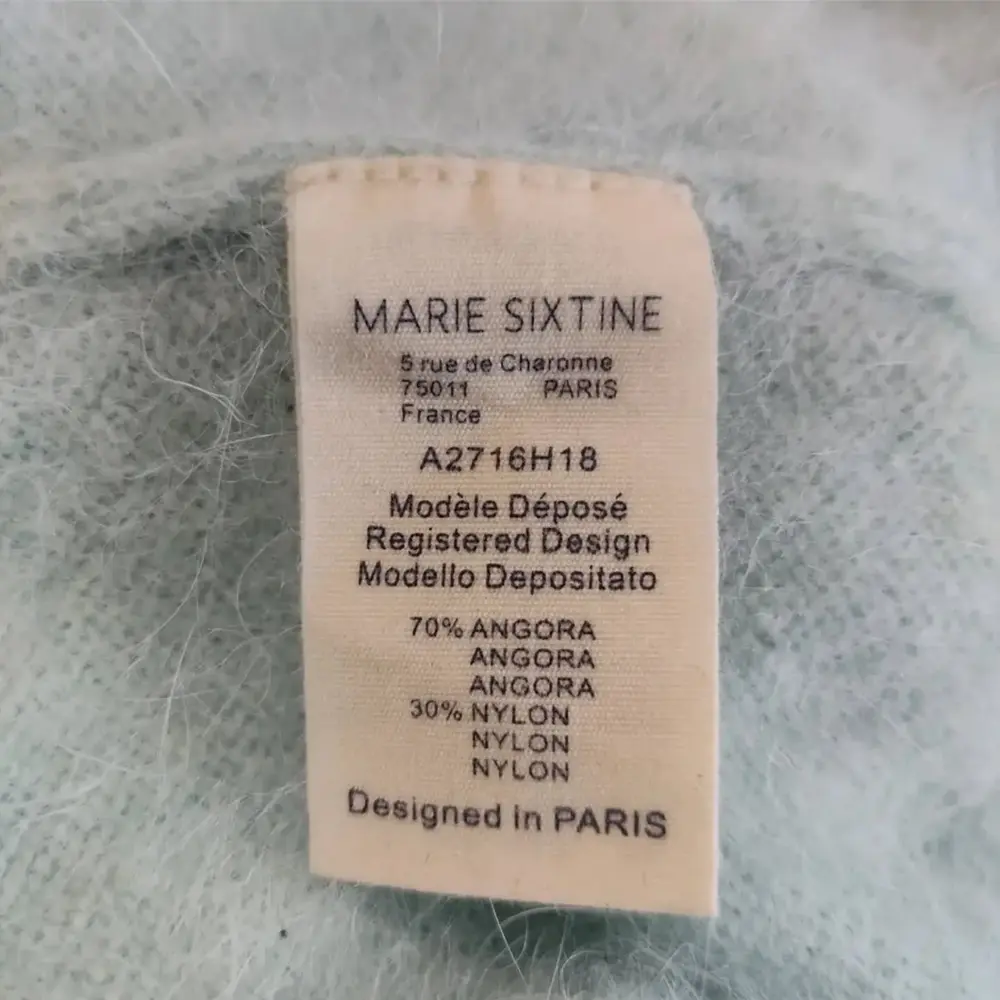 MARIE SIXTINE
5 rue de Charonne
75011 PARIS
France
A2716H18
Modèle Déposé
Registered Design
Modello Depositato
70% ANGORA
ANGORA
ANGORA
30% NYLON
NYLON
NYLON
Designed in PARIS